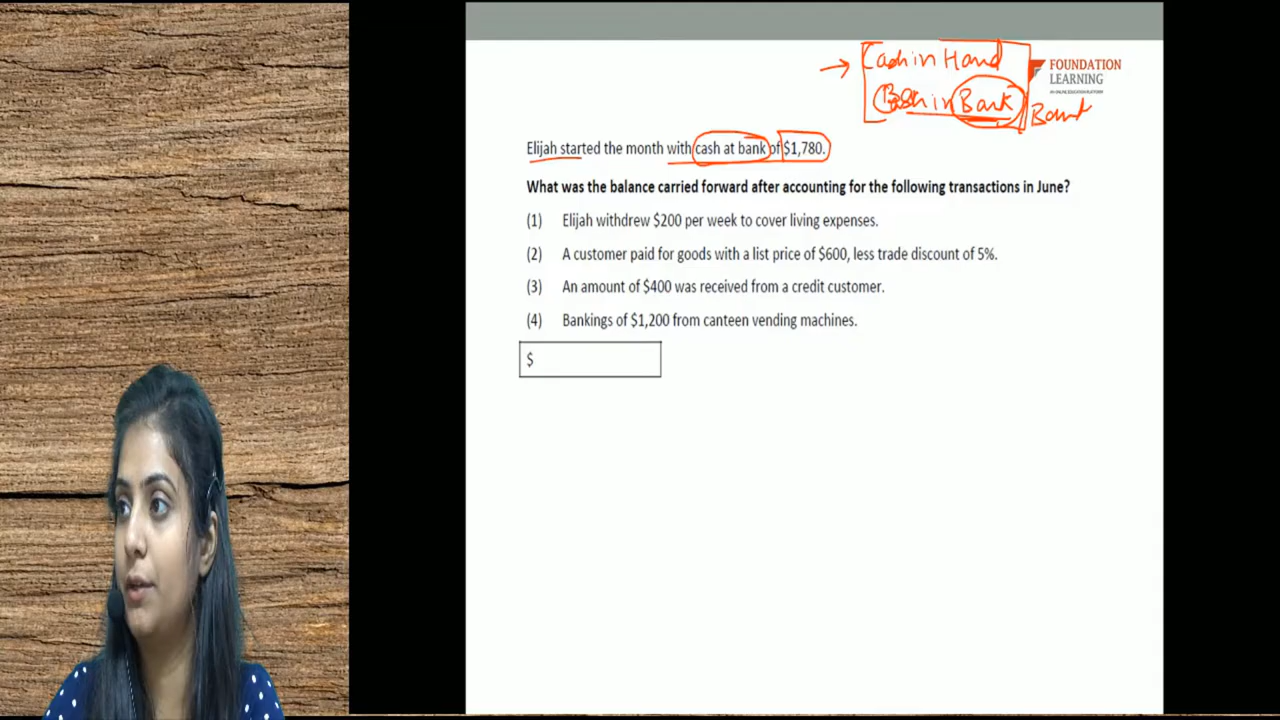 Cash in Hand
Cash in Bank
FOUNDATION
LEARNING
AN ONLINE EDUCATION PLATFORM
Elijah started the month with cash at bank of $1,780.
What was the balance carried forward after accounting for the following transactions in June?
(1) Elijah withdrew $200 per week to cover living expenses.
(2) A customer paid for goods with a list price of $600, less trade discount of 5%.
(3) An amount of $400 was received from a credit customer.
(4) Bankings of $1,200 from canteen vending machines.
$